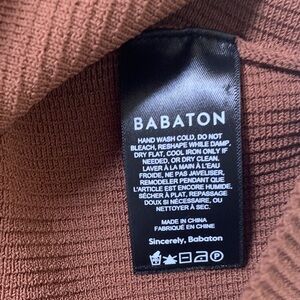 BABATON
HAND WASH COLD, DO NOT
BLEACH, RESHAPE WHILE DAMP,
DRY FLAT, COOL IRON ONLY IF
NEEDED, OR DRY CLEAN.
LAVER À LA MAIN À L'EAU
FROIDE, NE PAS JAVELLISER,
REMODELER PENDANT QUE
L'ARTICLE EST ENCORE HUMIDE,
SÉCHER À PLAT, REPASSAGE
DOUX SI NÉCESSAIRE, OU
NETTOYER À SEC.
MADE IN CHINA
FABRIQUÉ EN CHINE
Sincerely, Babaton